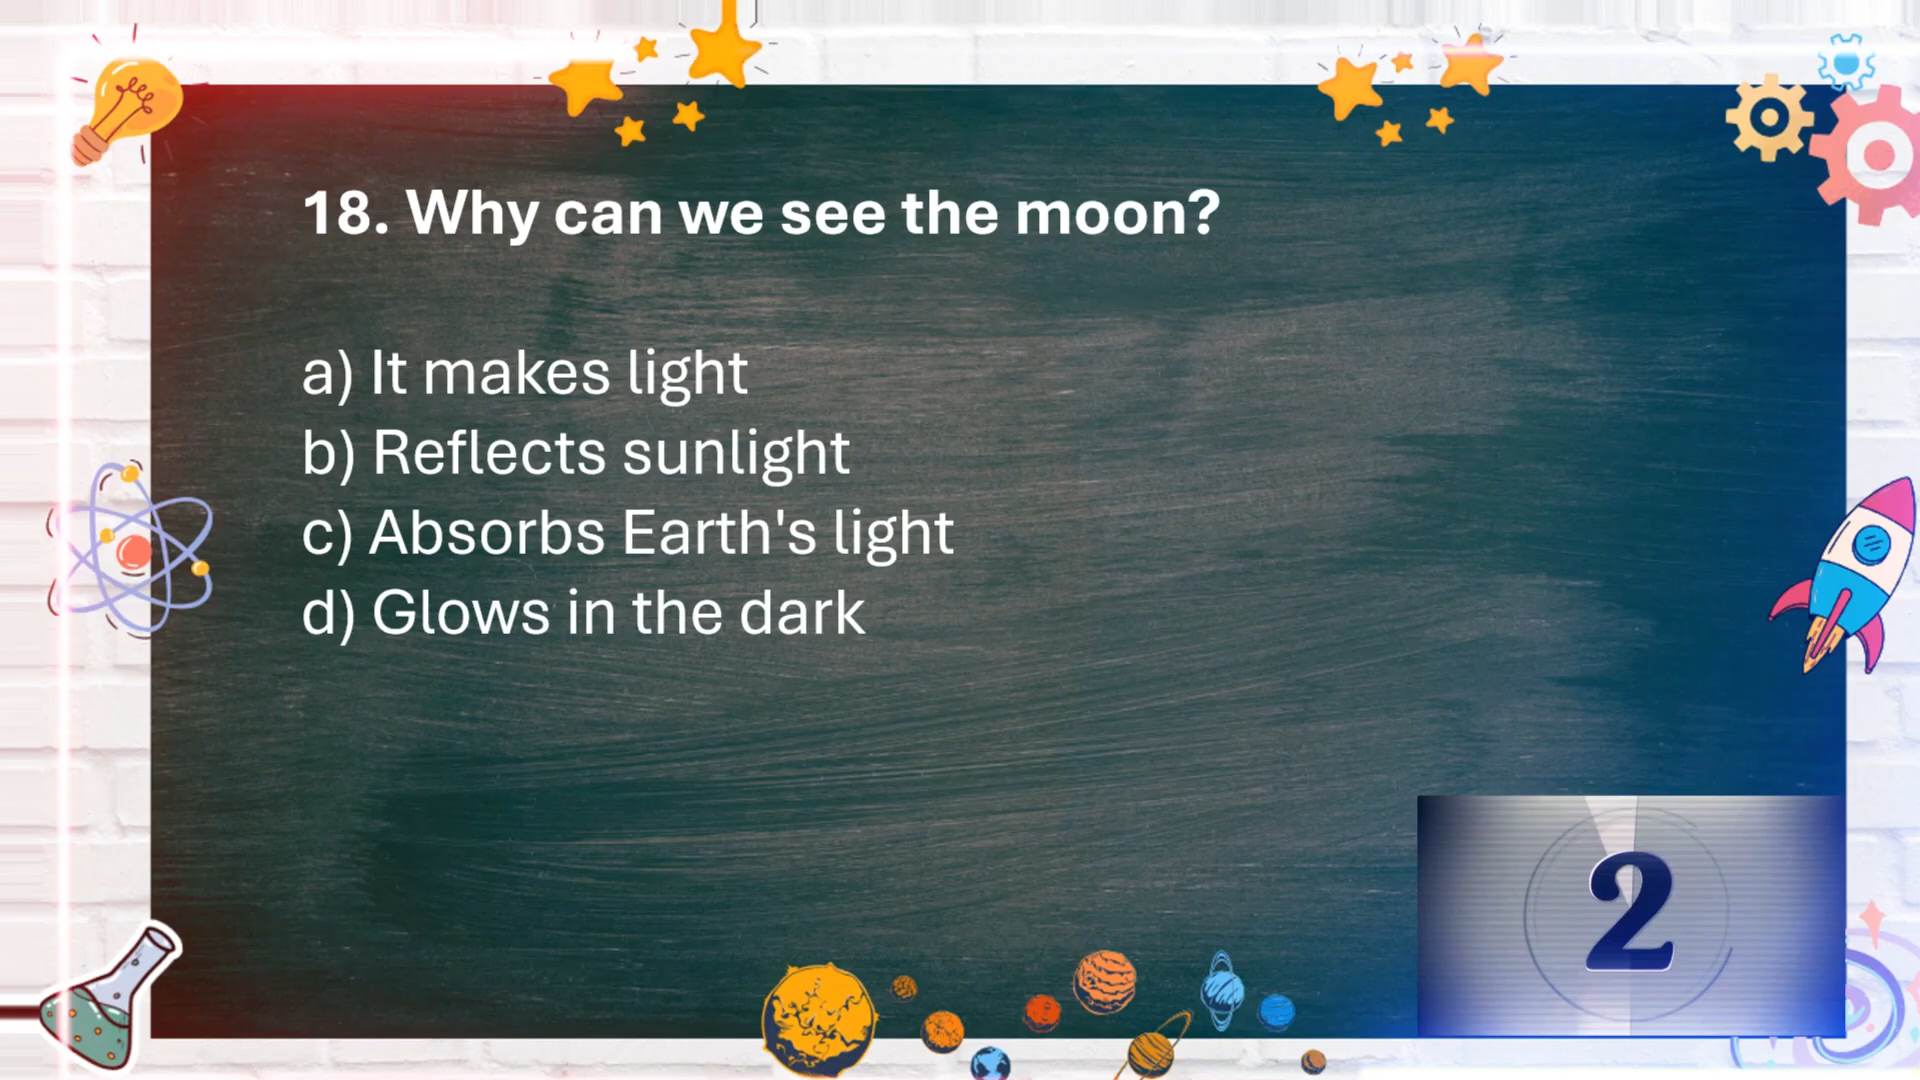 18. Why can we see the moon?
a) It makes light
b) Reflects sunlight
c) Absorbs Earth's light
d) Glows in the dark
2